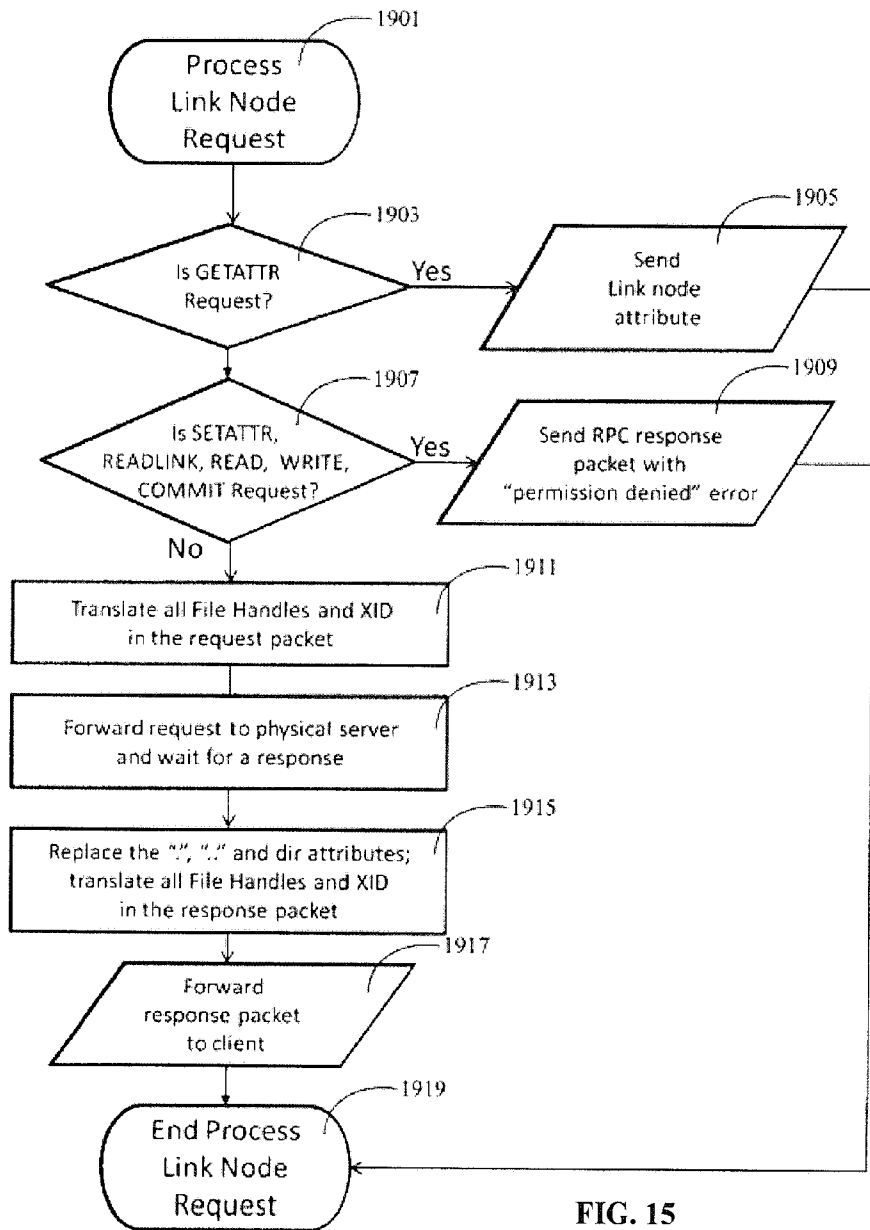 1901
Process
Link Node
Request
1903
Is GETATTR
Request?
Yes
1905
Send
Link node
attribute
1907
Is SETATTR,
READLINK, READ, WRITE,
COMMIT Request?
Yes
1909
Send RPC response
packet with
"permission denied" error
No
1911
Translate all File Handles and XID
in the request packet
1913
Forward request to physical server
and wait for a response
1915
Replace the ".", ".." and dir attributes;
translate all File Handles and XID
in the response packet
1917
Forward
response packet
to client
1919
End Process
Link Node
Request
FIG. 15